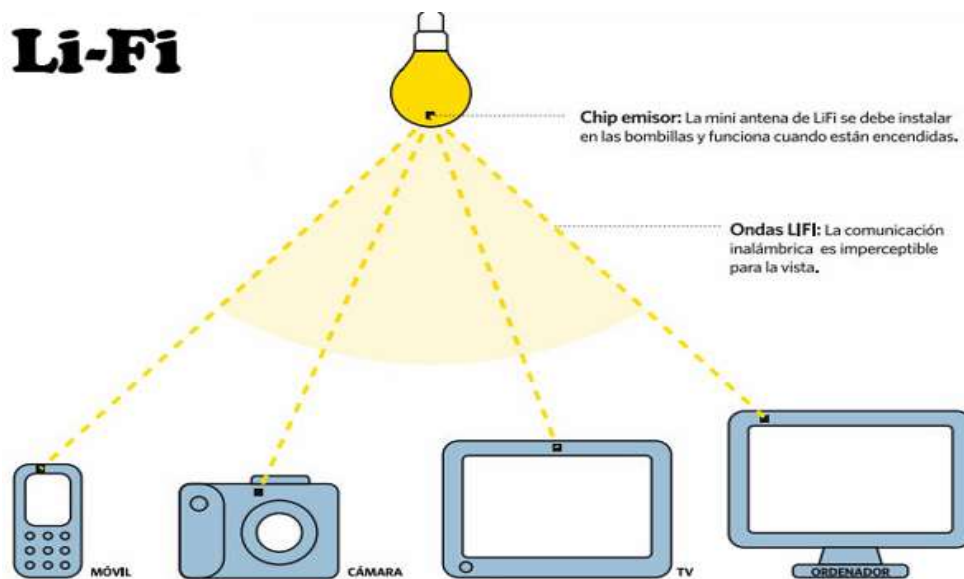 Li-Fi
Chip emisor: La mini antena de LiFi se debe instalar
en las bombillas y funciona cuando están encendidas.
Ondas LIFI: La comunicación
inalámbrica es imperceptible
para la vista.
MÓVIL
CÁMARA
TV
ORDENADOR